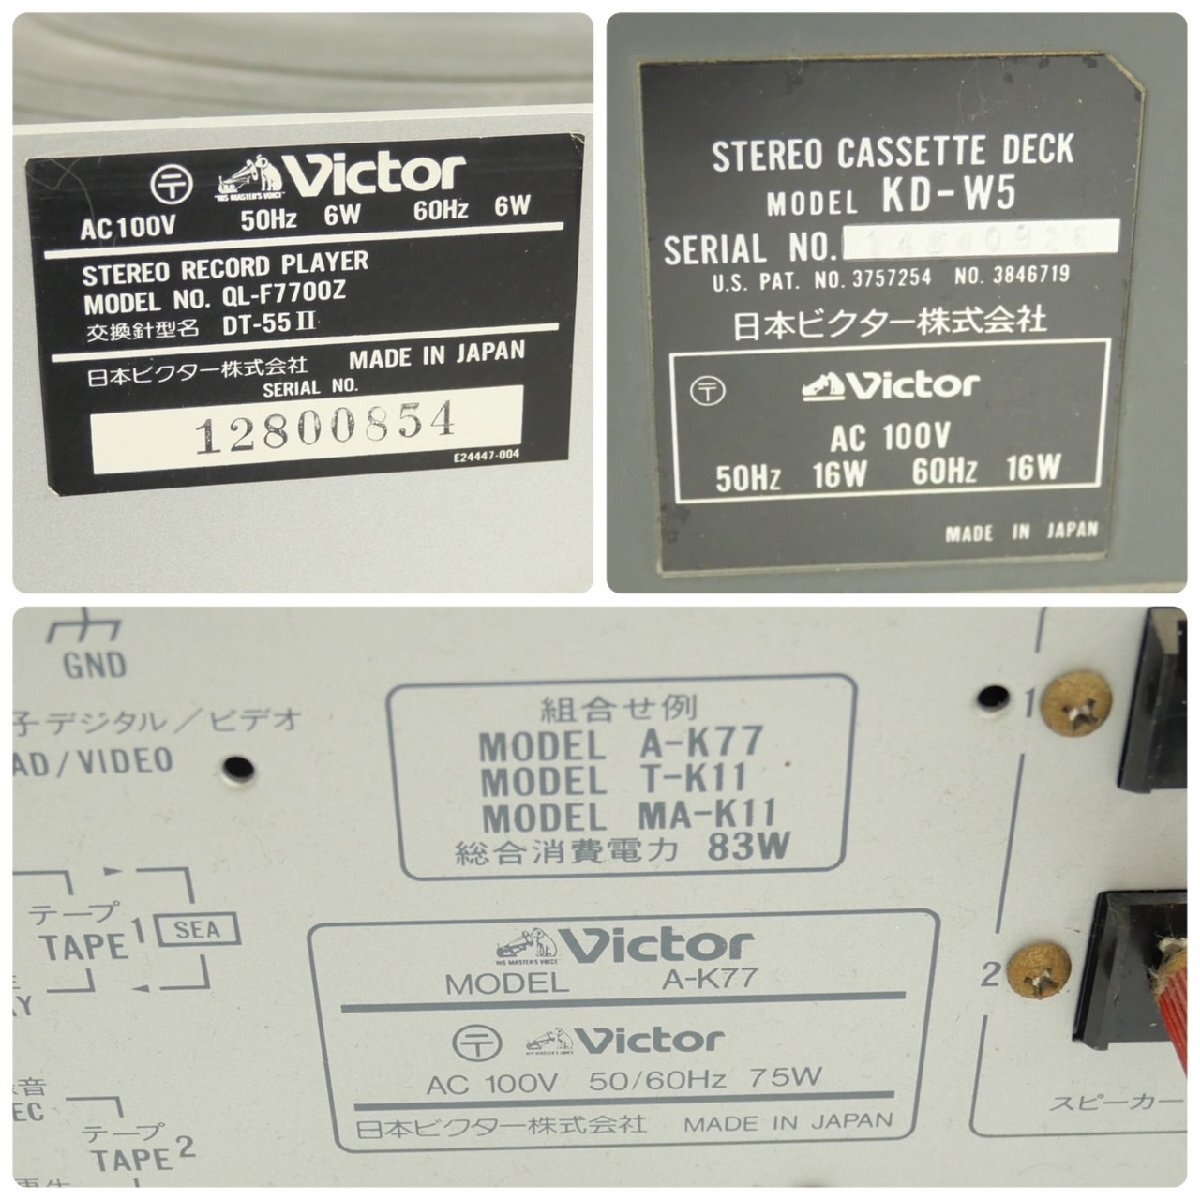 Victor
HIS MASTER'S VOICE
AC 100V 50Hz 6W 60Hz 6W
STEREO RECORD PLAYER
MODEL NO. QL-F7700Z
交換針型名 DT-55 II
日本ビクター株式会社 MADE IN JAPAN
SERIAL NO.
12800854
E24447-004
STEREO CASSETTE DECK
MODEL KD-W5
SERIAL NO.
U.S. PAT. NO. 3757254 NO. 3846719
日本ビクター株式会社
Victor
AC 100V
50Hz 16W 60Hz 16W
MADE IN JAPAN
GND
子デジタル/ビデオ
AD/VIDEO
テープ
TAPE 1 SEA
テープ
TAPE 2
組合せ例
MODEL A-K77
MODEL T-K11
MODEL MA-K11
総合消費電力 83W
Victor
HIS MASTER'S VOICE
MODEL A-K77
Victor
HIS MASTER'S VOICE
AC 100V 50/60Hz 75W
日本ビクター株式会社 MADE IN JAPAN
1
2
スピーカー